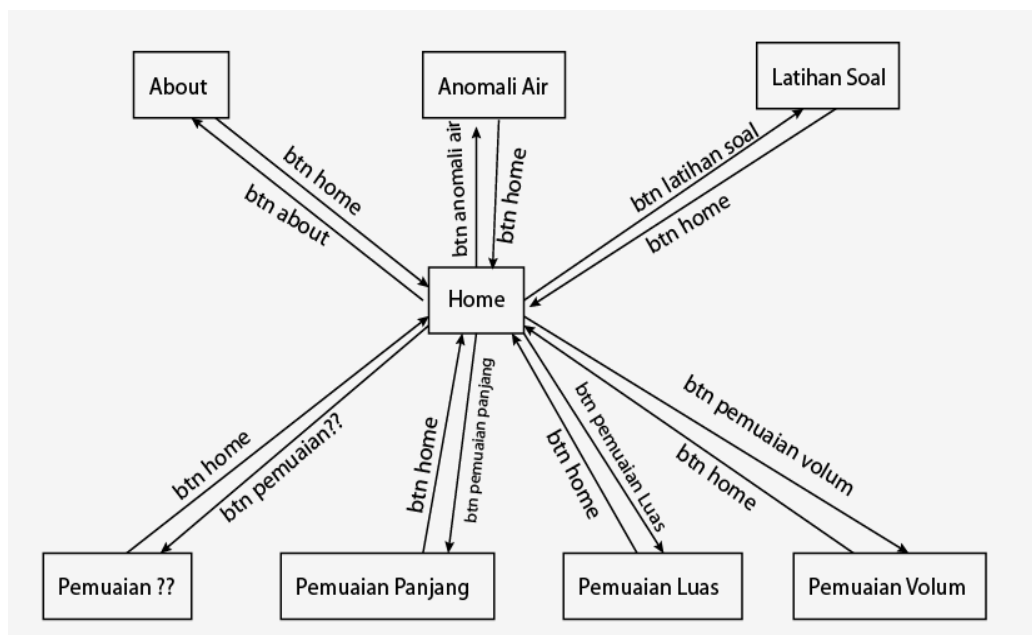 About
Anomali Air
Latihan Soal
btn home
btn about
btn anomali air
btn home
btn latihan soal
btn home
Home
btn home
btn pemuaian??
btn home
btn pemuaian panjang
btn home
btn pemuaian Luas
btn home
btn pemuaian volum
Pemuaian ??
Pemuaian Panjang
Pemuaian Luas
Pemuaian Volum